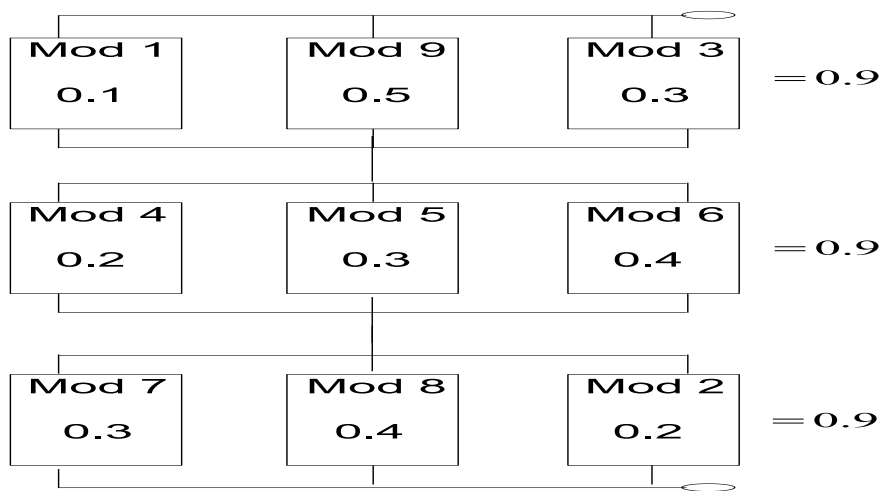 Mod 1 Mod 9 Mod 3
0.1 0.5 0.3 = 0.9
Mod 4 Mod 5 Mod 6
0.2 0.3 0.4 = 0.9
Mod 7 Mod 8 Mod 2
0.3 0.4 0.2 = 0.9